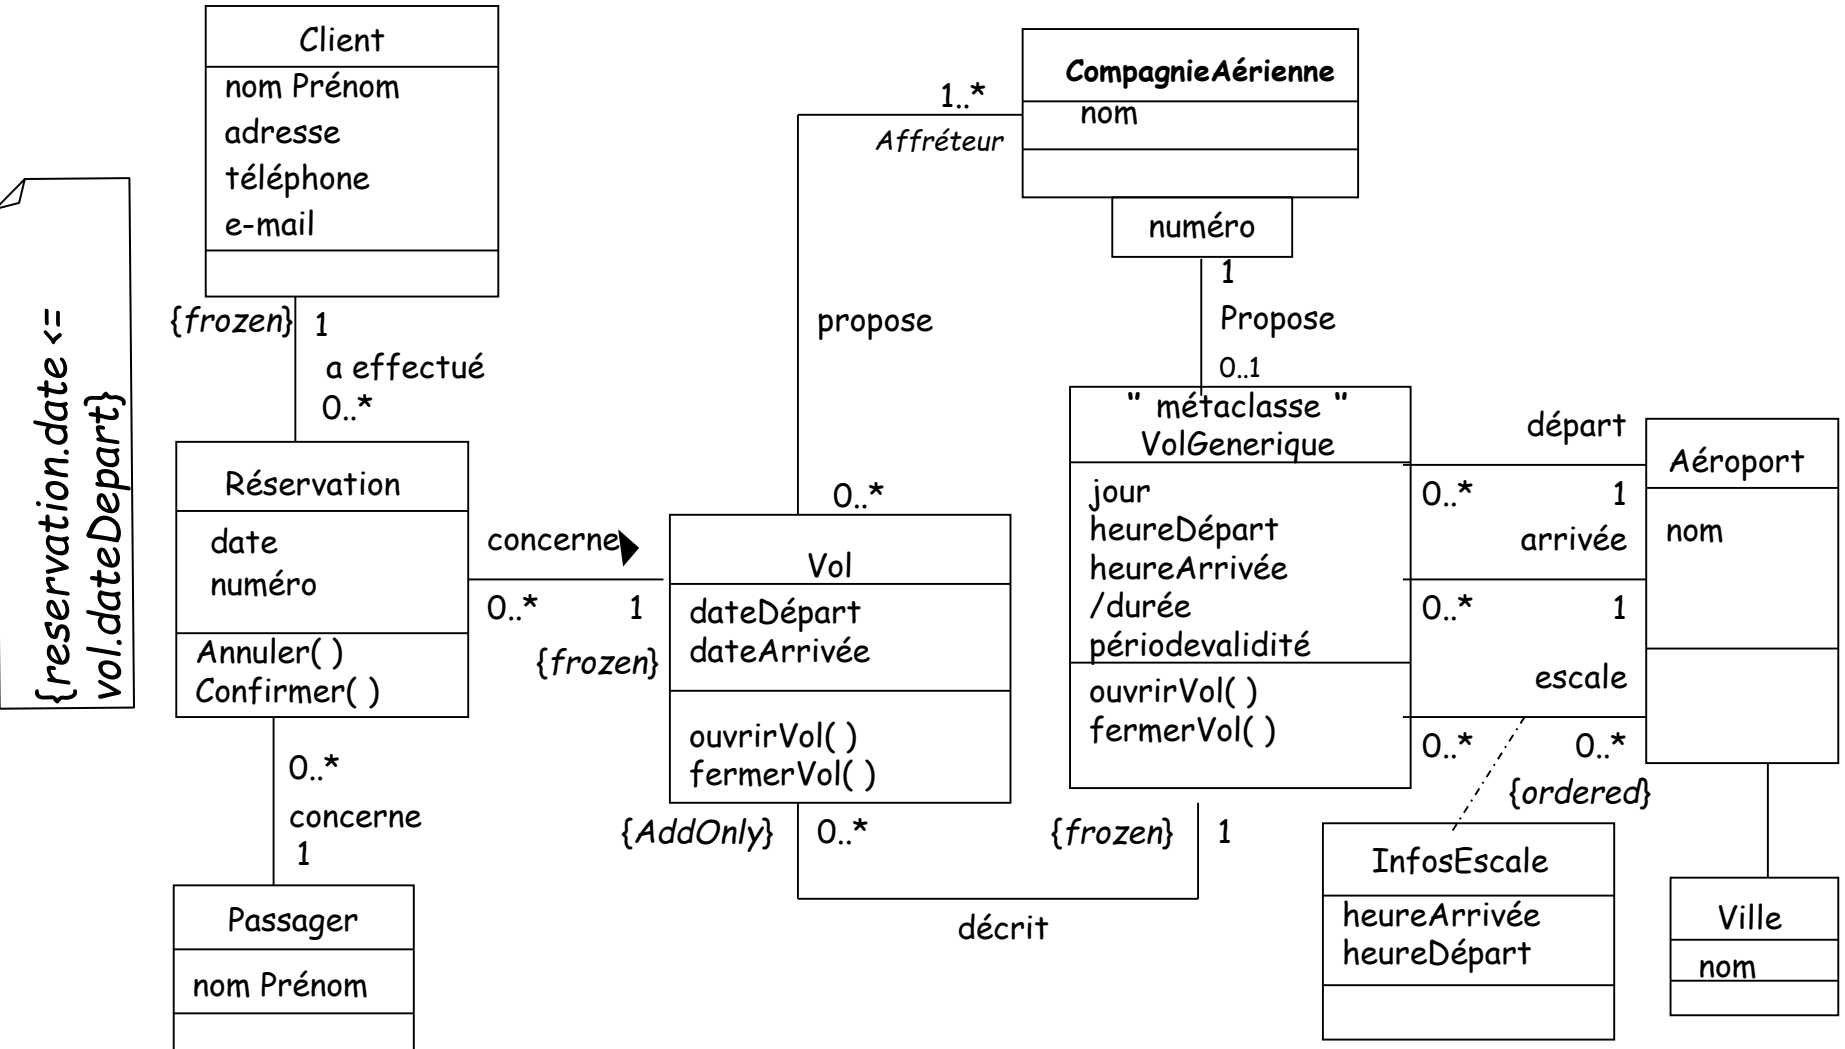 Client
nom Prénom
adresse
téléphone
e-mail
{frozen}
1
a effectué
0..*
{reservation.date <=
vol.dateDepart}
Réservation
date
numéro
Annuler( )
Confirmer( )
concerne
0..*
1
{frozen}
0..*
concerne
1
Passager
nom Prénom
CompagnieAérienne
nom
numéro
1..*
Affréteur
propose
0..*
1
Propose
0..1
Vol
dateDépart
dateArrivée
ouvrirVol( )
fermerVol( )
{AddOnly}
0..*
décrit
{frozen}
1
" métaclasse "
VolGenerique
jour
heureDépart
heureArrivée
/durée
périodevalidité
ouvrirVol( )
fermerVol( )
départ
0..*
1
arrivée
0..*
1
escale
0..*
0..*
{ordered}
Aéroport
nom
InfosEscale
heureArrivée
heureDépart
Ville
nom